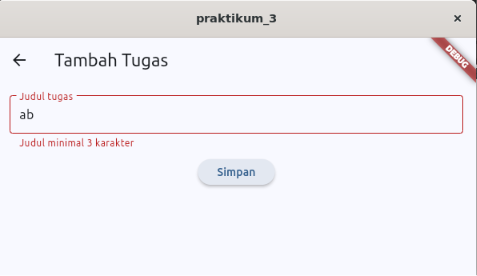 praktikum_3
Tambah Tugas
DEBUG
Judul tugas
ab
Judul minimal 3 karakter
Simpan